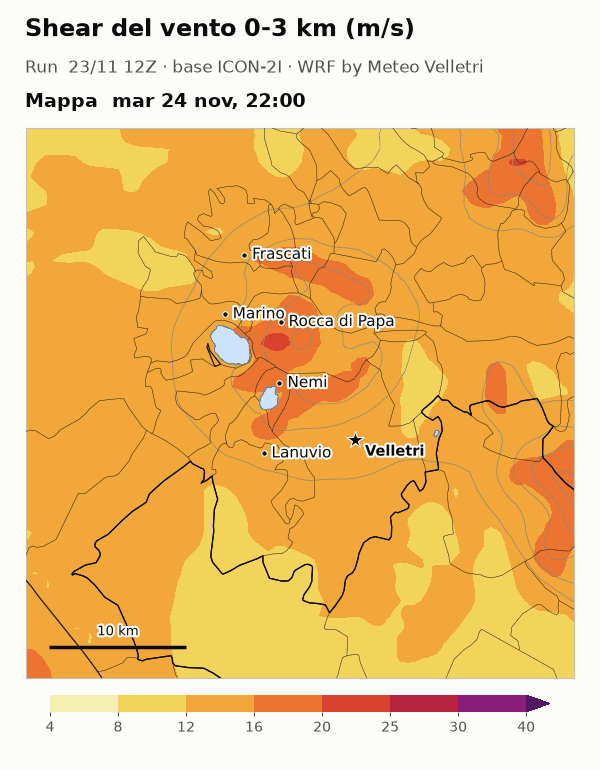 Shear del vento 0-3 km (m/s)
Run  23/11 12Z · base ICON-2I · WRF by Meteo Velletri
Mappa  mar 24 nov, 22:00
Frascati
Marino
Rocca di Papa
Nemi
Velletri
Lanuvio
10 km
4 8 12 16 20 25 30 40